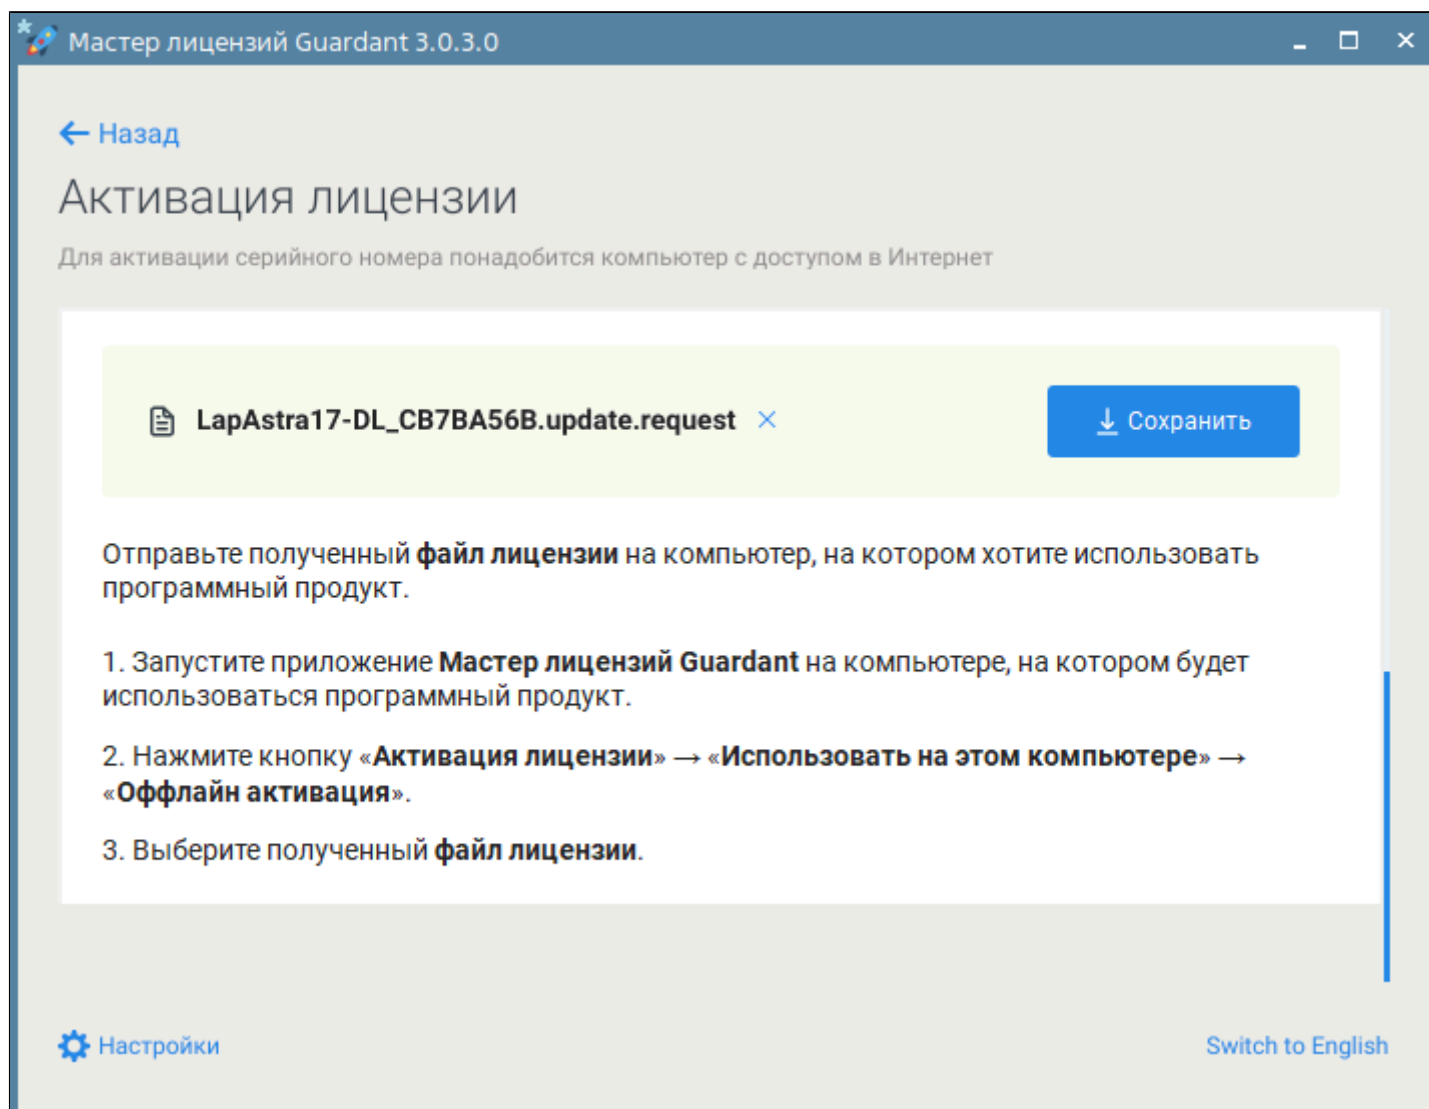 Мастер лицензий Guardant 3.0.3.0
Назад
Активация лицензии
Для активации серийного номера понадобится компьютер с доступом в Интернет
LapAstra17-DL_CB7BA56B.update.request
Сохранить
Отправьте полученный файл лицензии на компьютер, на котором хотите использовать
программный продукт.
1. Запустите приложение Мастер лицензий Guardant на компьютере, на котором будет
использоваться программный продукт.
2. Нажмите кнопку «Активация лицензии» → «Использовать на этом компьютере» →
«Оффлайн активация».
3. Выберите полученный файл лицензии.
Настройки
Switch to English